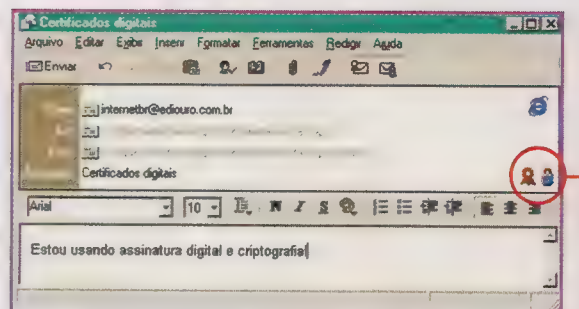 Certificados digitais
Arquivo Editar Exibir Inserir Formatar Ferramentas Redigir Ajuda
Enviar
internetbr@ediouro.com.br
Certificados digitais
Arial 10 N I S
Estou usando assinatura digital e criptografia!